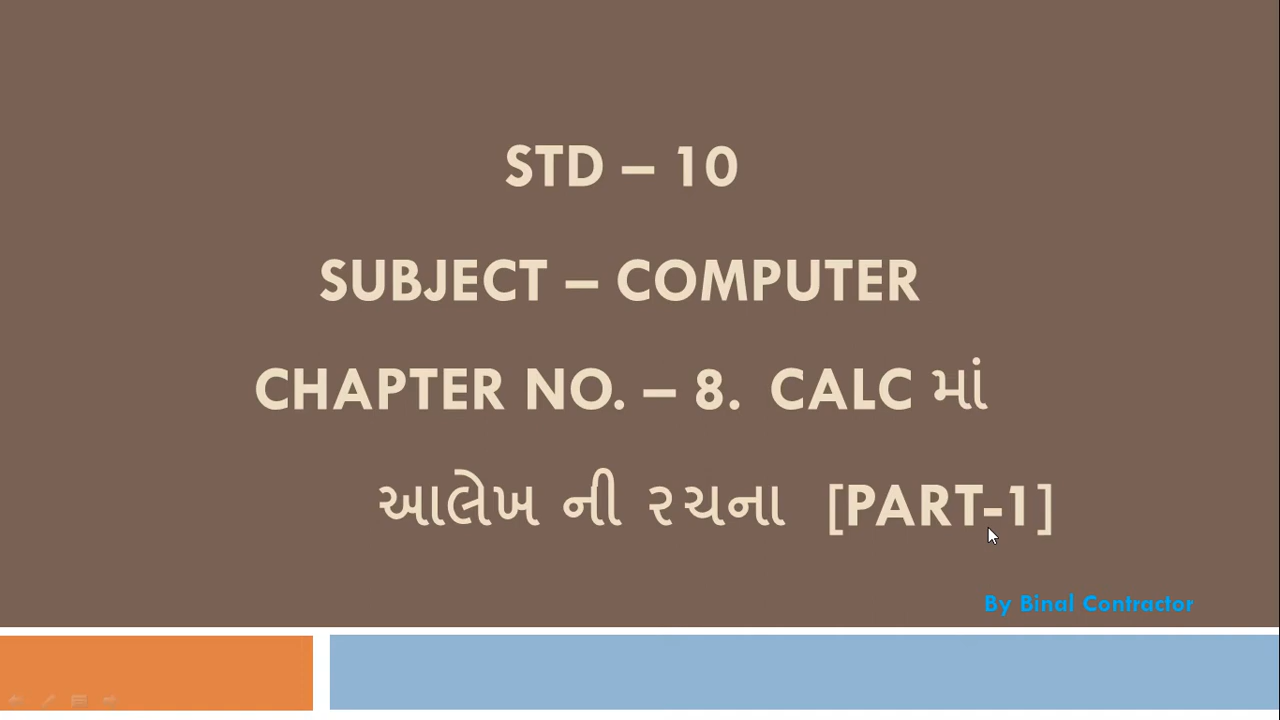 STD – 10
SUBJECT – COMPUTER
CHAPTER NO. – 8. CALC માં
આલેખ ની રચના [PART-1]
By Binal Contractor